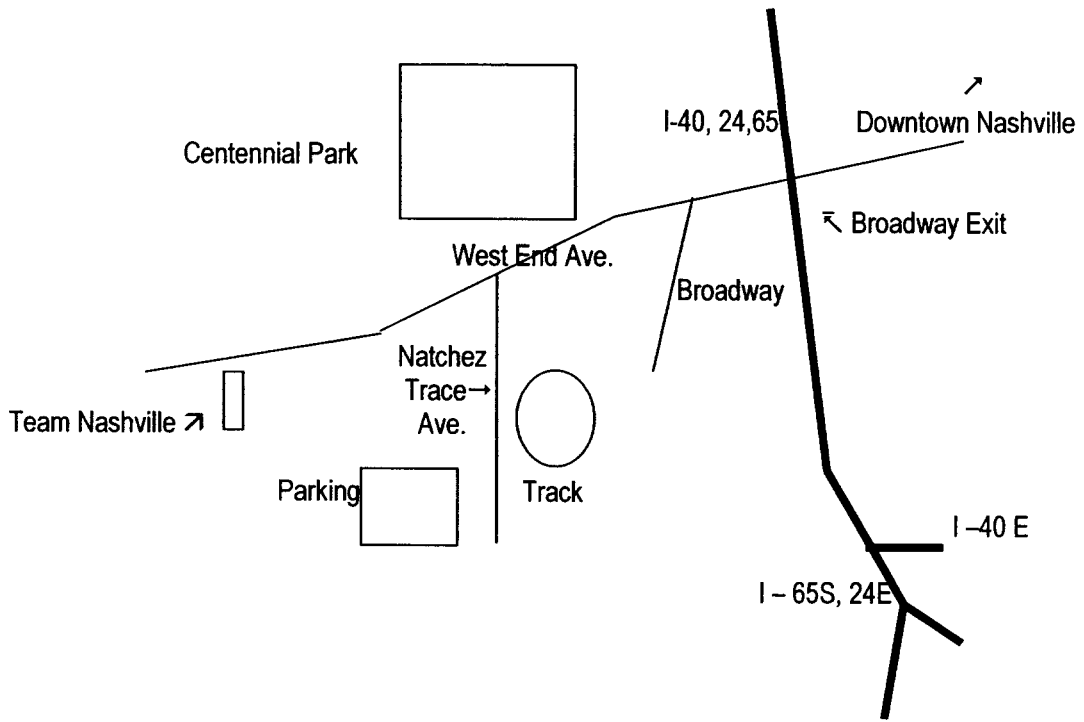 I-40, 24,65
Downtown Nashville
Centennial Park
Broadway Exit
West End Ave.
Broadway
Natchez
Trace→
Ave.
Team Nashville
Parking
Track
I –40 E
I – 65S, 24E